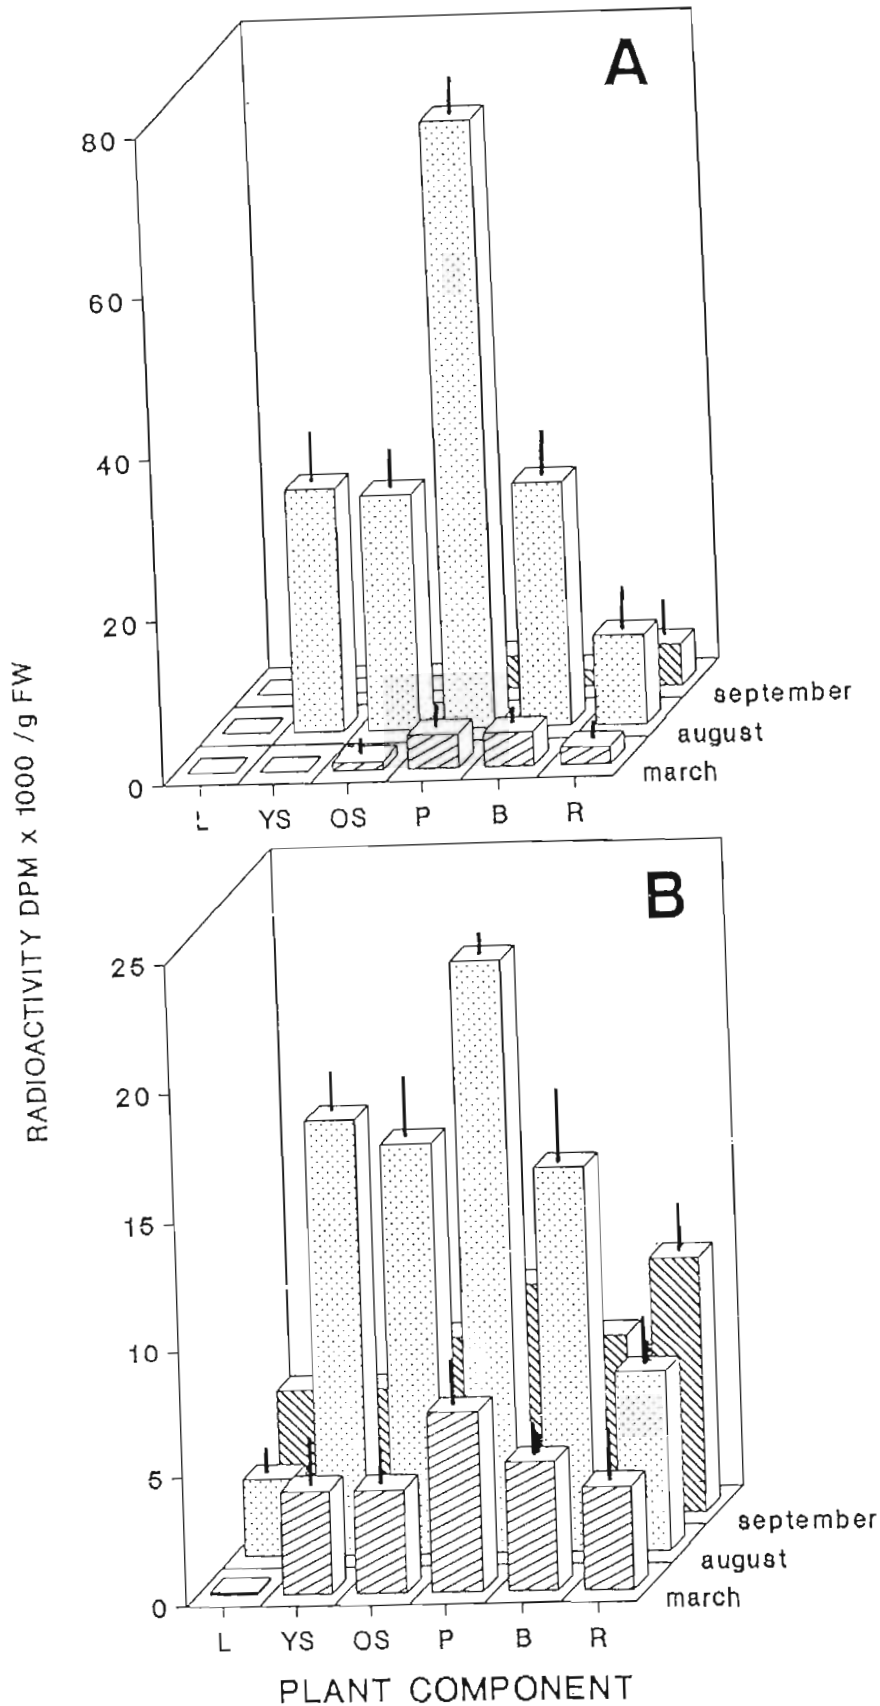 A
80
60
40
20
0
september
august
march
L YS OS P B R
RADIOACTIVITY DPM x 1000 /g FW
B
25
20
15
10
5
0
september
august
march
L YS OS P B R
PLANT COMPONENT